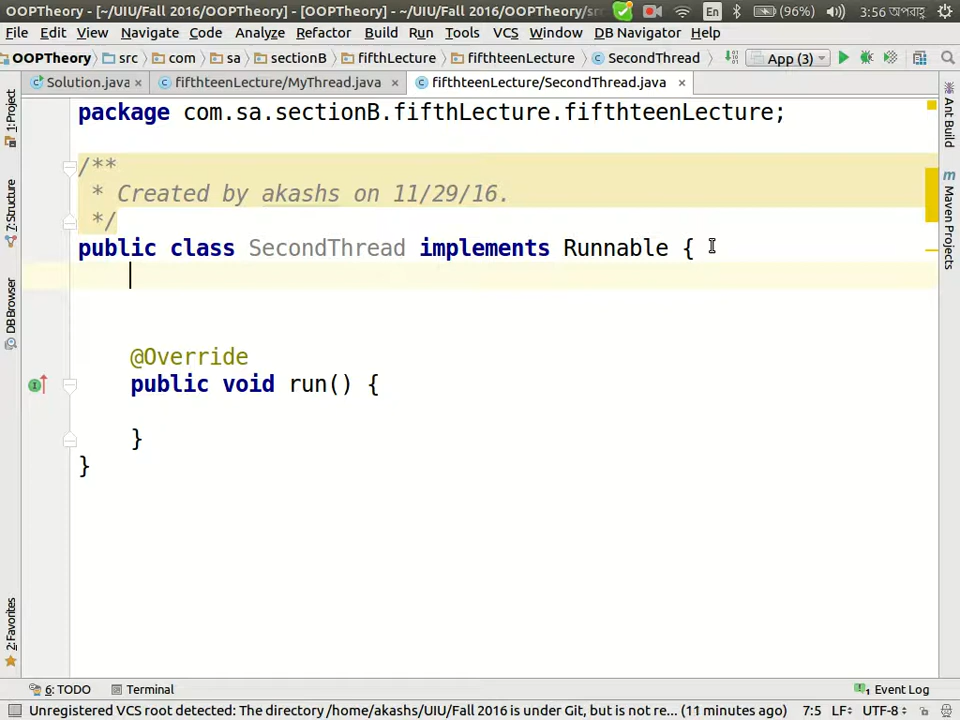 OOPTheory - [~/UIU/Fall 2016/OOPTheory] - [OOPTheory] - ~/UIU/Fall 2016/OOPTheory/src En (96%) 3:56 অপরাহ্ণ
File Edit View Navigate Code Analyze Refactor Build Run Tools VCS Window DB Navigator Help
OOPTheory src com sa sectionB fifthLecture fifthteenLecture SecondThread App (3)
Solution.java × fifthteenLecture/MyThread.java × fifthteenLecture/SecondThread.java ×
1: Project
7: Structure
DB Browser
2: Favorites
Ant Build
Maven Projects
package com.sa.sectionB.fifthLecture.fifthteenLecture;
/**
* Created by akashs on 11/29/16.
*/
public class SecondThread implements Runnable {
@Override
public void run() {
}
}
6: TODO Terminal 1 Event Log
Unregistered VCS root detected: The directory /home/akashs/UIU/Fall 2016 is under Git, but is not re... (11 minutes ago) 7:5 LF UTF-8